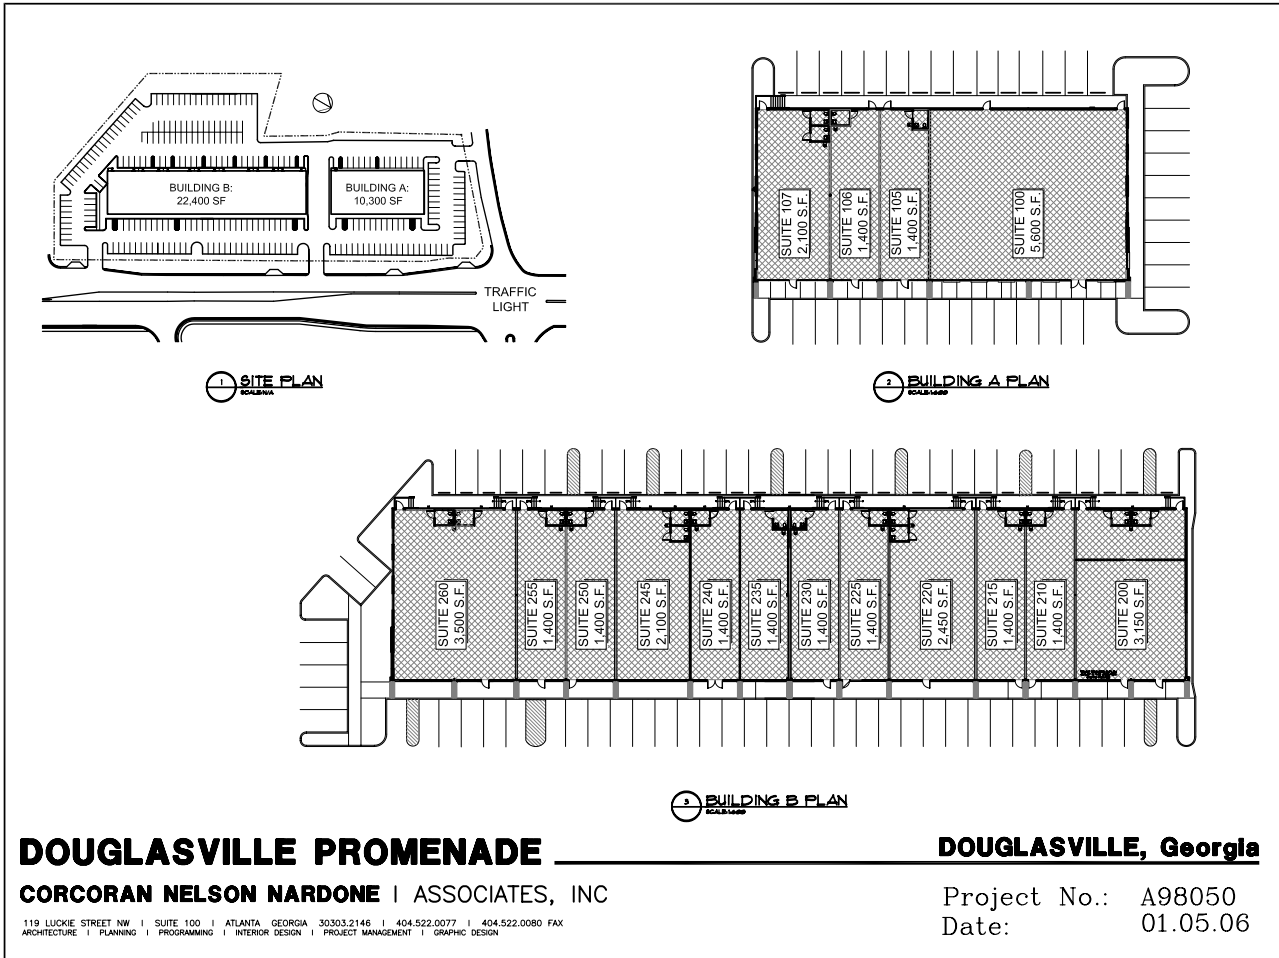 BUILDING B:
22,400 SF
BUILDING A:
10,300 SF
TRAFFIC
LIGHT
1
SITE PLAN
SCALE:N/A
SUITE 107
2,100 S.F.
SUITE 106
1,400 S.F.
SUITE 105
1,400 S.F.
SUITE 100
5,600 S.F.
2
BUILDING A PLAN
SUITE 260
3,500 S.F.
SUITE 255
1,400 S.F.
SUITE 250
1,400 S.F.
SUITE 245
2,100 S.F.
SUITE 240
1,400 S.F.
SUITE 235
1,400 S.F.
SUITE 230
1,400 S.F.
SUITE 225
1,400 S.F.
SUITE 220
2,450 S.F.
SUITE 215
1,400 S.F.
SUITE 210
1,400 S.F.
SUITE 200
3,150 S.F.
3
BUILDING B PLAN
DOUGLASVILLE PROMENADE
DOUGLASVILLE, Georgia
CORCORAN NELSON NARDONE | ASSOCIATES, INC
119 LUCKIE STREET NW | SUITE 100 | ATLANTA GEORGIA 30303.2146 | 404.522.0077 | 404.522.0080 FAX
ARCHITECTURE | PLANNING | PROGRAMMING | INTERIOR DESIGN | PROJECT MANAGEMENT | GRAPHIC DESIGN
Project No.: A98050
Date: 01.05.06